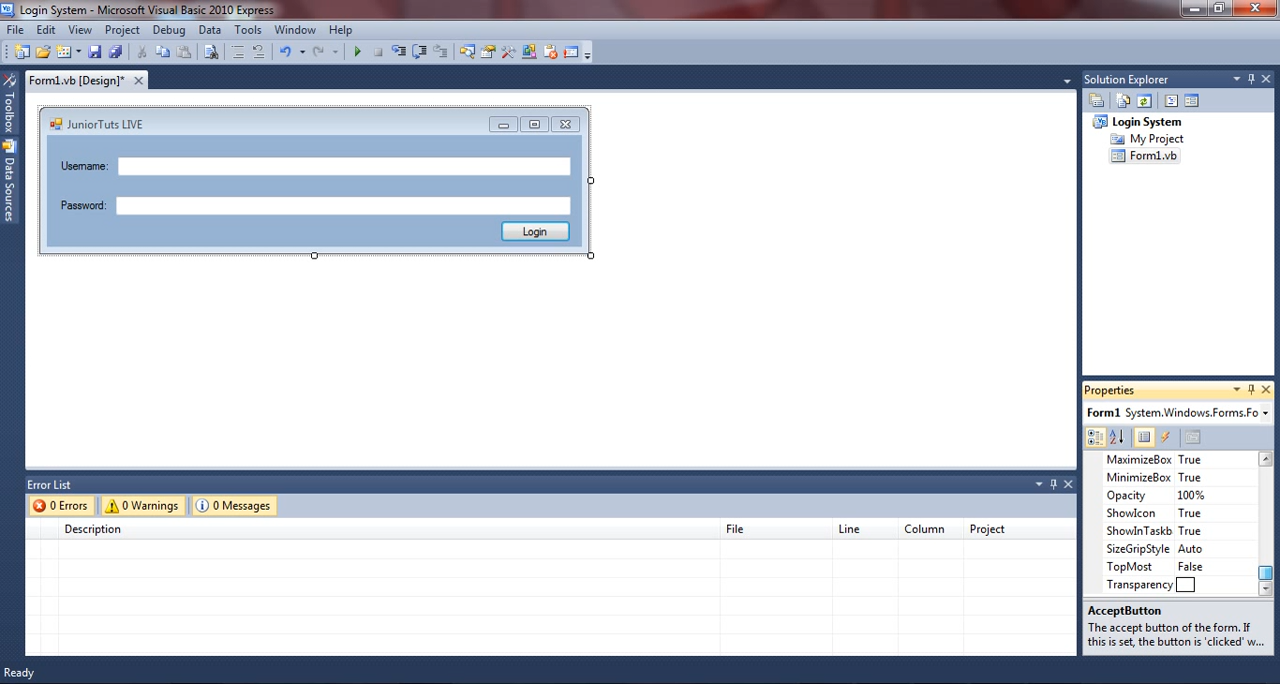 Login System - Microsoft Visual Basic 2010 Express
File Edit View Project Debug Data Tools Window Help
Form1.vb [Design]*
Toolbox
Data Sources
JuniorTuts LIVE
Username:
Password:
Login
Solution Explorer
Login System
My Project
Form1.vb
Properties
Form1 System.Windows.Forms.Fo
MaximizeBox True
MinimizeBox True
Opacity 100%
ShowIcon True
ShowInTaskb True
SizeGripStyle Auto
TopMost False
Transparency
AcceptButton
The accept button of the form. If
this is set, the button is 'clicked' w...
Error List
0 Errors 0 Warnings 0 Messages
Description File Line Column Project
Ready